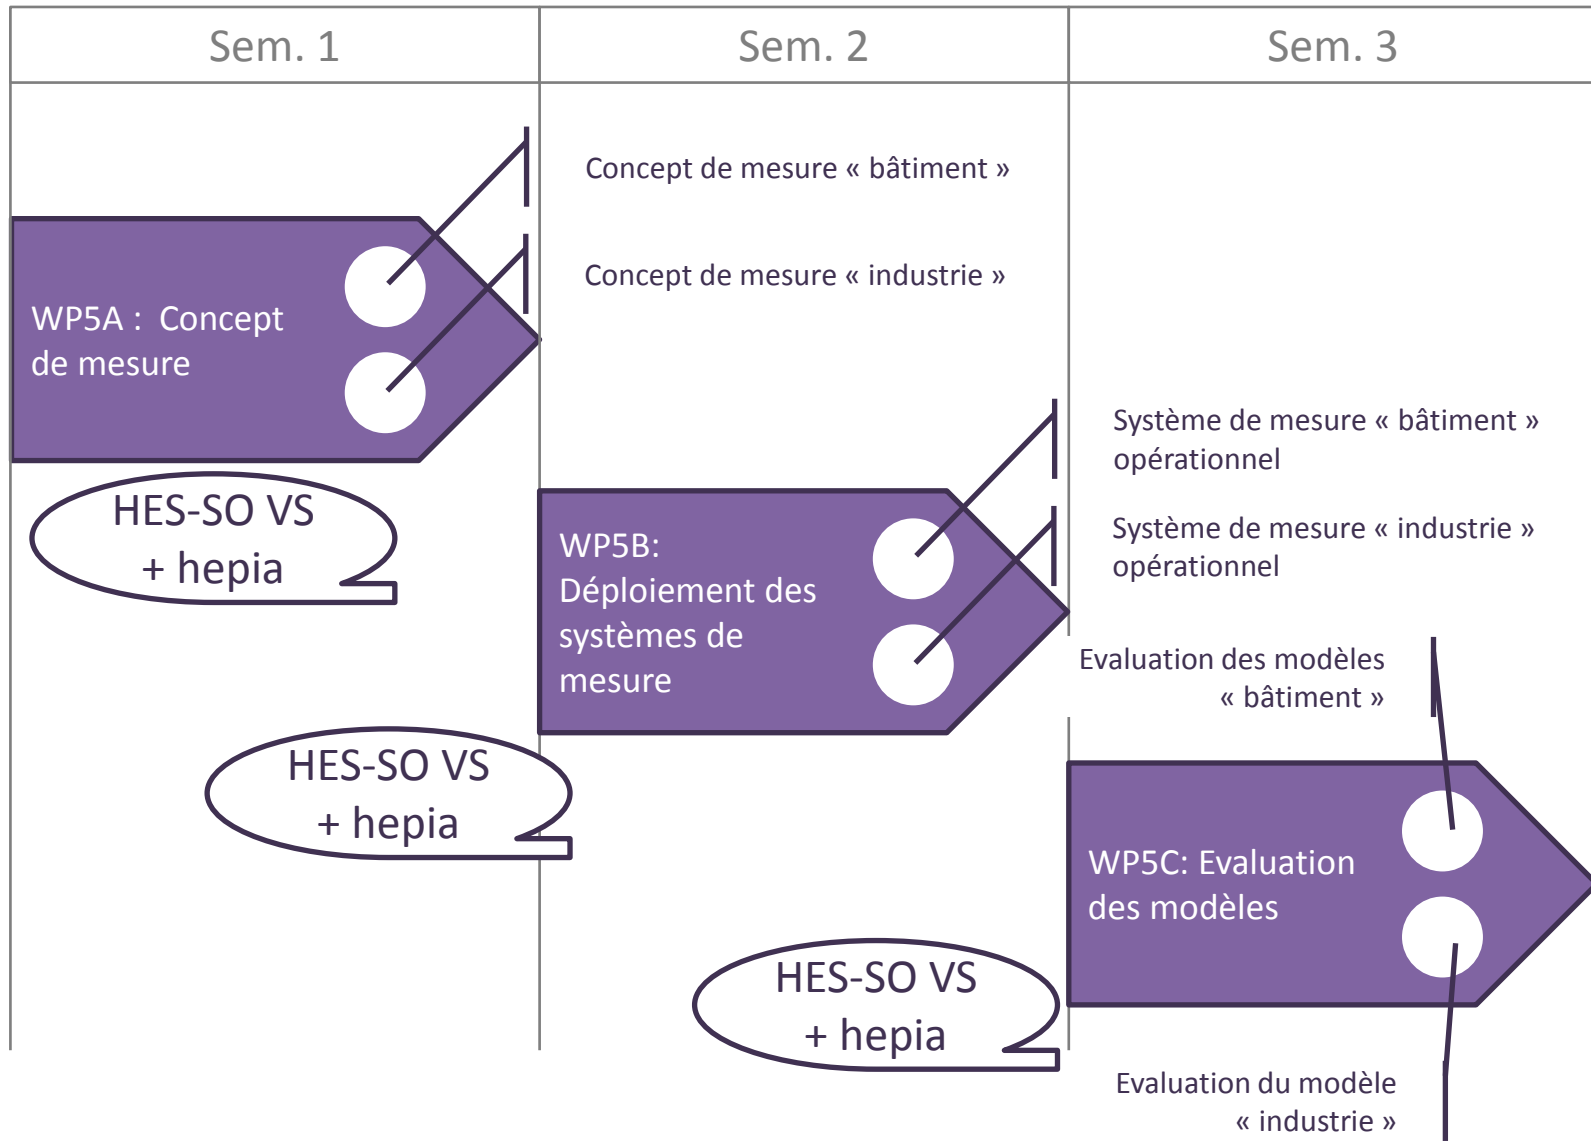 Sem. 1
Sem. 2
Sem. 3
Concept de mesure « bâtiment »
Concept de mesure « industrie »
WP5A :  Concept
de mesure
HES-SO VS
+ hepia
Système de mesure « bâtiment »
opérationnel
Système de mesure « industrie »
opérationnel
WP5B:
Déploiement des
systèmes de
mesure
HES-SO VS
+ hepia
Evaluation des modèles
« bâtiment »
WP5C: Evaluation
des modèles
HES-SO VS
+ hepia
Evaluation du modèle
« industrie »